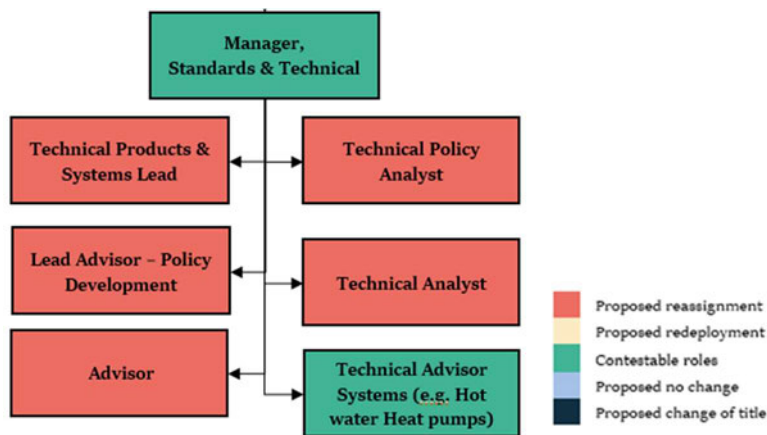 Manager,
Standards & Technical
Technical Products &
Systems Lead
Technical Policy
Analyst
Lead Advisor – Policy
Development
Technical Analyst
Advisor
Technical Advisor
Systems (e.g. Hot
water Heat pumps)
Proposed reassignment
Proposed redeployment
Contestable roles
Proposed no change
Proposed change of title